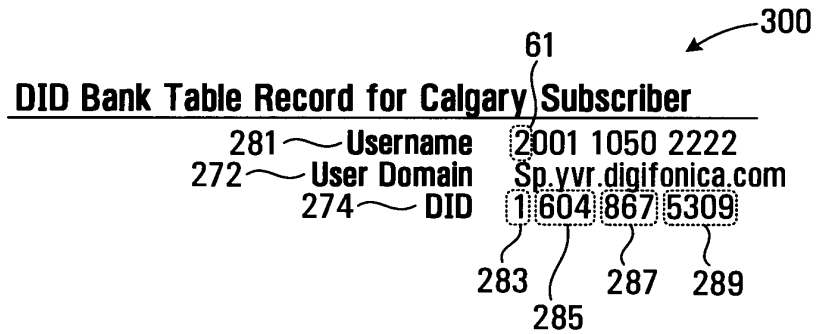 300
61
DID Bank Table Record for Calgary Subscriber
281 Username 2001 1050 2222
272 User Domain Sp.yvr.digifonica.com
274 DID 1 604 867 5309
283 285 287 289